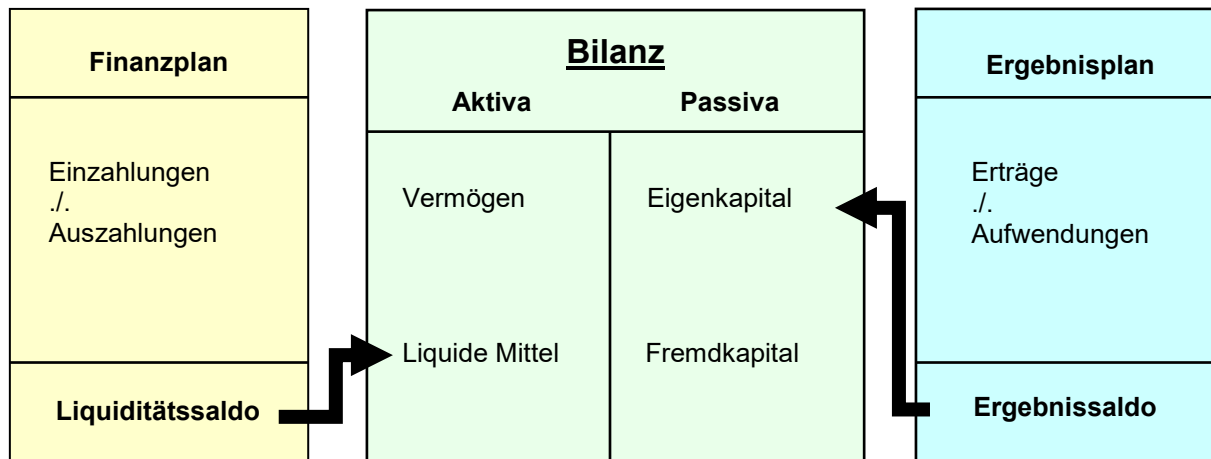 Finanzplan
Einzahlungen
./.
Auszahlungen
Liquiditätssaldo
Bilanz
Aktiva
Passiva
Vermögen
Eigenkapital
Liquide Mittel
Fremdkapital
Ergebnisplan
Erträge
./.
Aufwendungen
Ergebnissaldo